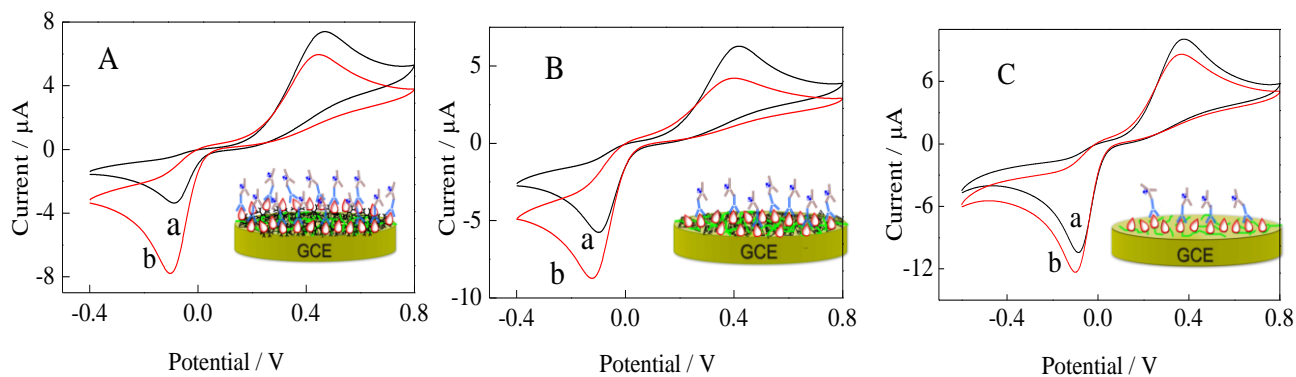 A
Current / μA
8
4
0
-4
-8
a
b
GCE
-0.4 0.0 0.4 0.8
Potential / V
B
Current / μA
5
0
-5
-10
a
b
GCE
-0.4 0.0 0.4 0.8
Potential / V
C
Current / μA
6
0
-6
-12
a
b
GCE
-0.4 0.0 0.4 0.8
Potential / V